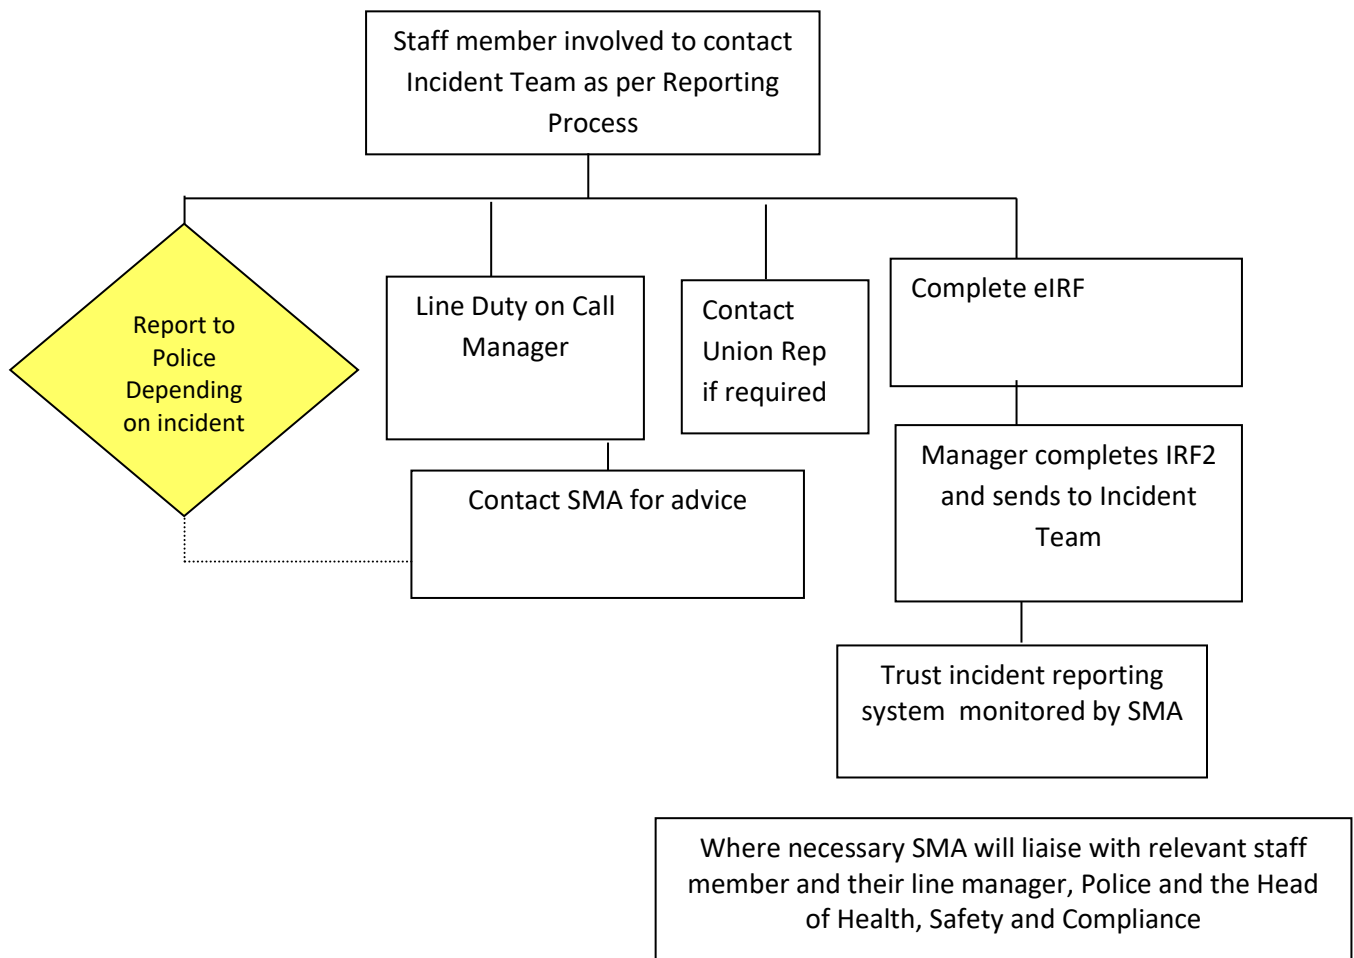 Staff member involved to contact
Incident Team as per Reporting
Process
Report to
Police
Depending
on incident
Line Duty on Call
Manager
Contact
Union Rep
if required
Complete eIRF
Contact SMA for advice
Manager completes IRF2
and sends to Incident
Team
Trust incident reporting
system  monitored by SMA
Where necessary SMA will liaise with relevant staff
member and their line manager, Police and the Head
of Health, Safety and Compliance